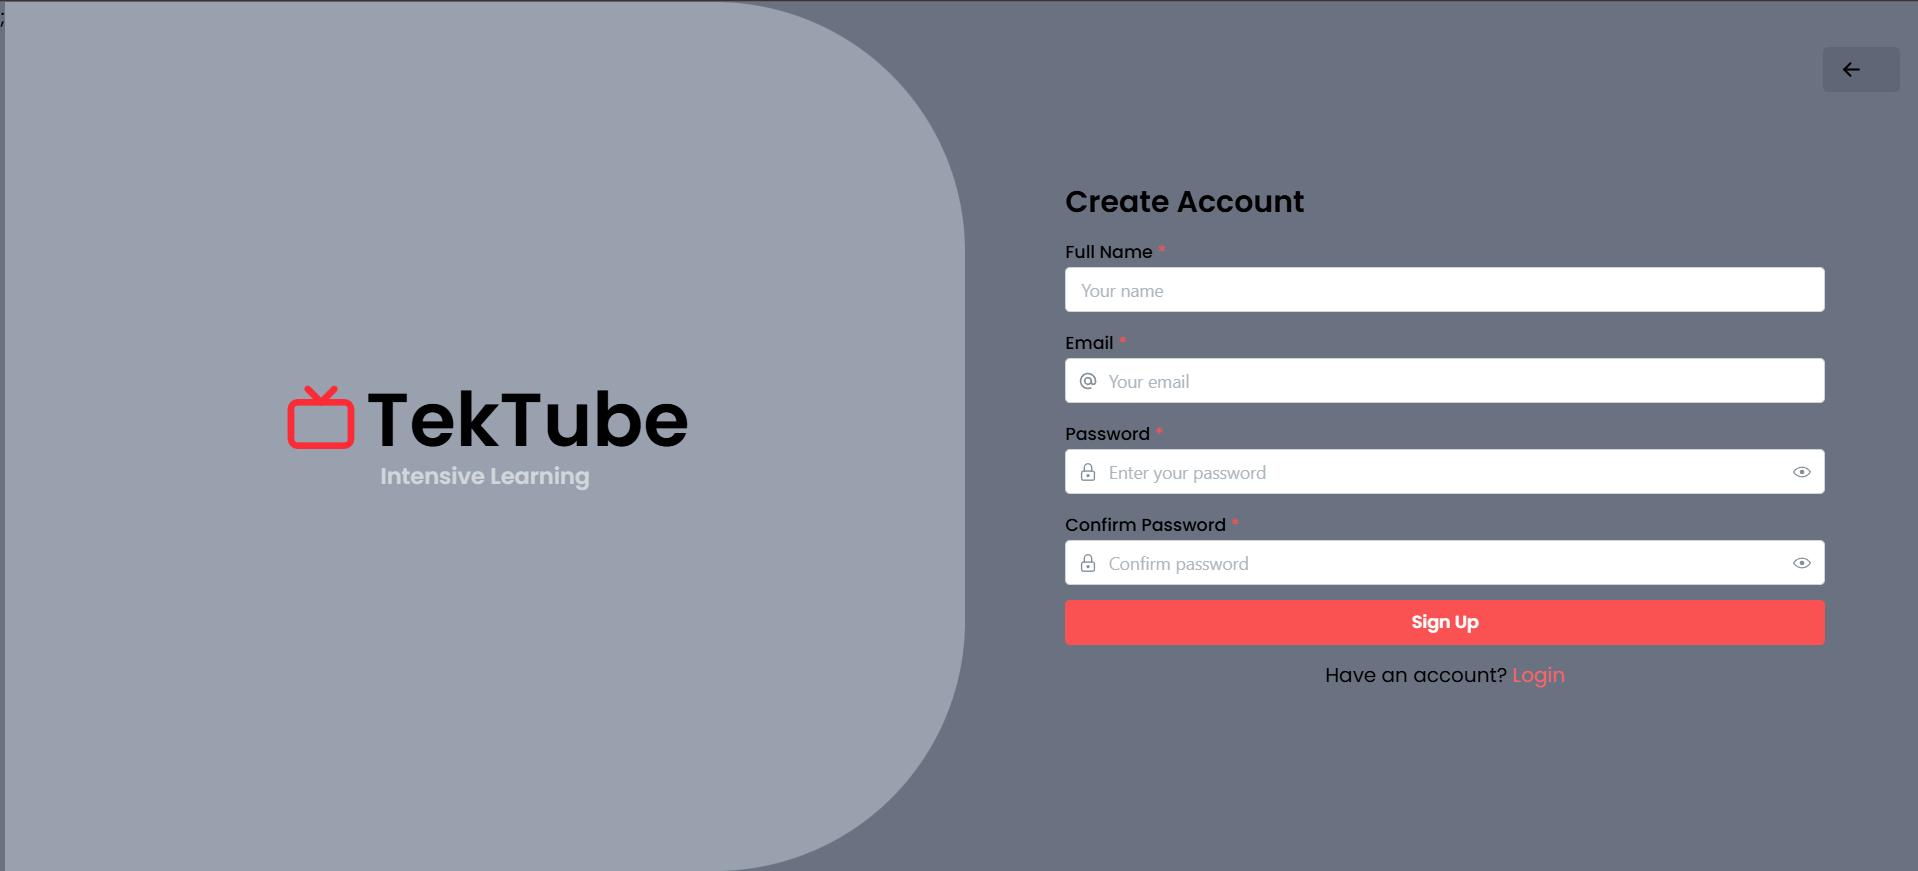 ;
TekTube
Intensive Learning
Create Account
Full Name *
Your name
Email *
Your email
Password *
Enter your password
Confirm Password *
Confirm password
Sign Up
Have an account? Login